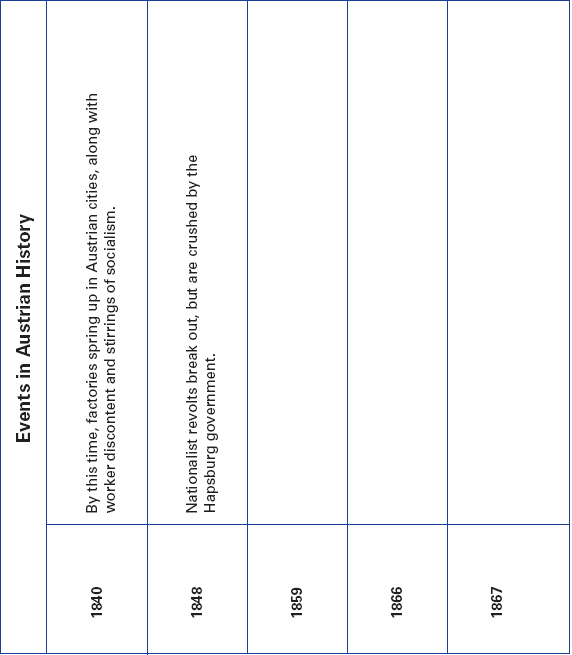 Events in Austrian History
1840
By this time, factories spring up in Austrian cities, along with
worker discontent and stirrings of socialism.
1848
Nationalist revolts break out, but are crushed by the
Hapsburg government.
1859
1866
1867